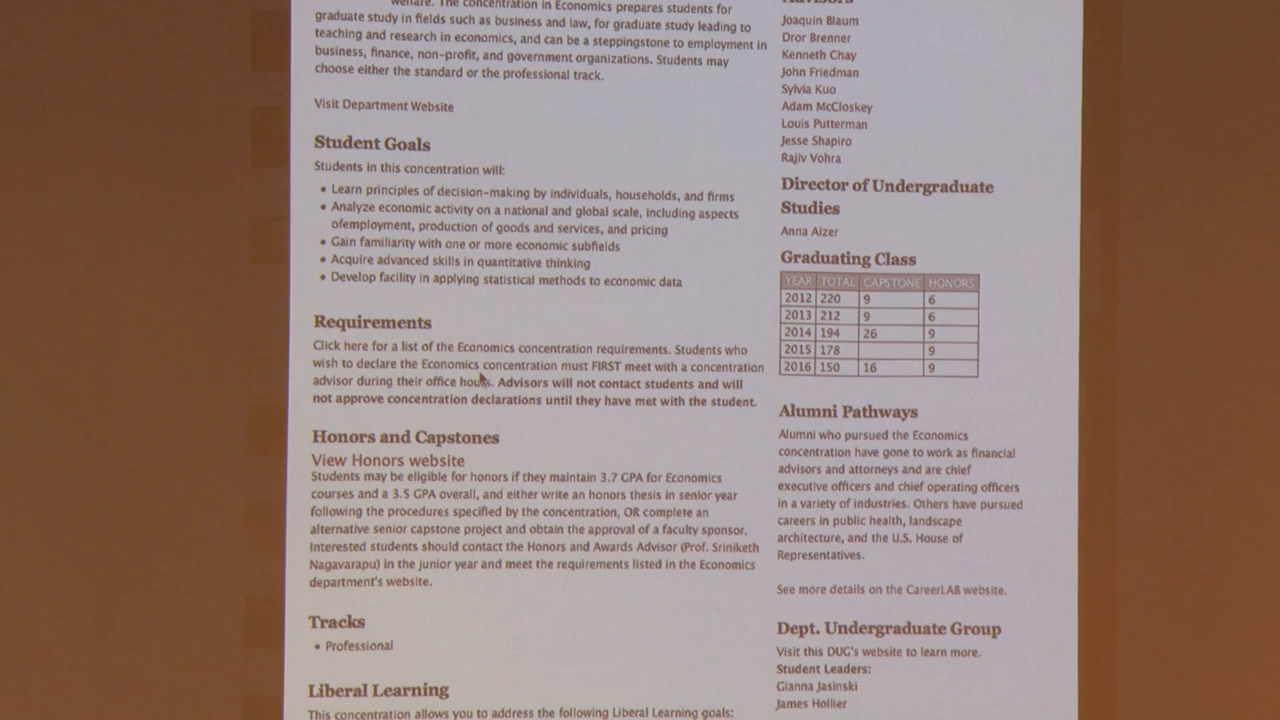 welfare. The concentration in Economics prepares students for
graduate study in fields such as business and law, for graduate study leading to
teaching and research in economics, and can be a steppingstone to employment in
business, finance, non-profit, and government organizations. Students may
choose either the standard or the professional track.
Visit Department Website
Student Goals
Students in this concentration will:
• Learn principles of decision-making by individuals, households, and firms
• Analyze economic activity on a national and global scale, including aspects
ofemployment, production of goods and services, and pricing
• Gain familiarity with one or more economic subfields
• Acquire advanced skills in quantitative thinking
• Develop facility in applying statistical methods to economic data
Requirements
Click here for a list of the Economics concentration requirements. Students who
wish to declare the Economics concentration must FIRST meet with a concentration
advisor during their office hours. Advisors will not contact students and will
not approve concentration declarations until they have met with the student.
Honors and Capstones
View Honors website
Students may be eligible for honors if they maintain 3.7 GPA for Economics
courses and a 3.5 GPA overall, and either write an honors thesis in senior year
following the procedures specified by the concentration, OR complete an
alternative senior capstone project and obtain the approval of a faculty sponsor.
Interested students should contact the Honors and Awards Advisor (Prof. Sriniketh
Nagavarapu) in the junior year and meet the requirements listed in the Economics
department's website.
Tracks
• Professional
Liberal Learning
This concentration allows you to address the following Liberal Learning goals:
Advisors
Joaquin Blaum
Dror Brenner
Kenneth Chay
John Friedman
Sylvia Kuo
Adam McCloskey
Louis Putterman
Jesse Shapiro
Rajiv Vohra
Director of Undergraduate
Studies
Anna Aizer
Graduating Class
YEAR TOTAL CAPSTONE HONORS
2012 220 9 6
2013 212 9 6
2014 194 26 9
2015 178 9
2016 150 16 9
Alumni Pathways
Alumni who pursued the Economics
concentration have gone to work as financial
advisors and attorneys and are chief
executive officers and chief operating officers
in a variety of industries. Others have pursued
careers in public health, landscape
architecture, and the U.S. House of
Representatives.
See more details on the CareerLAB website.
Dept. Undergraduate Group
Visit this DUG's website to learn more.
Student Leaders:
Gianna Jasinski
James Hollier